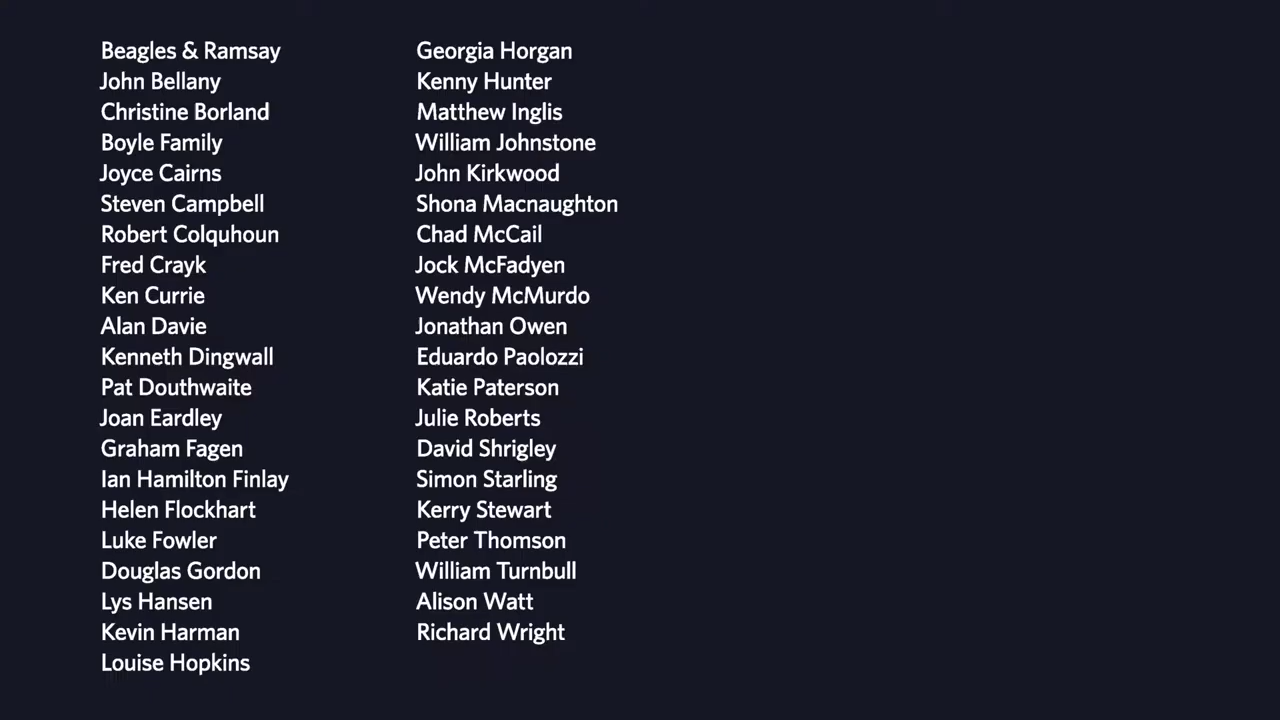 Beagles & Ramsay
John Bellany
Christine Borland
Boyle Family
Joyce Cairns
Steven Campbell
Robert Colquhoun
Fred Crayk
Ken Currie
Alan Davie
Kenneth Dingwall
Pat Douthwaite
Joan Eardley
Graham Fagen
Ian Hamilton Finlay
Helen Flockhart
Luke Fowler
Douglas Gordon
Lys Hansen
Kevin Harman
Louise Hopkins
Georgia Horgan
Kenny Hunter
Matthew Inglis
William Johnstone
John Kirkwood
Shona Macnaughton
Chad McCail
Jock McFadyen
Wendy McMurdo
Jonathan Owen
Eduardo Paolozzi
Katie Paterson
Julie Roberts
David Shrigley
Simon Starling
Kerry Stewart
Peter Thomson
William Turnbull
Alison Watt
Richard Wright